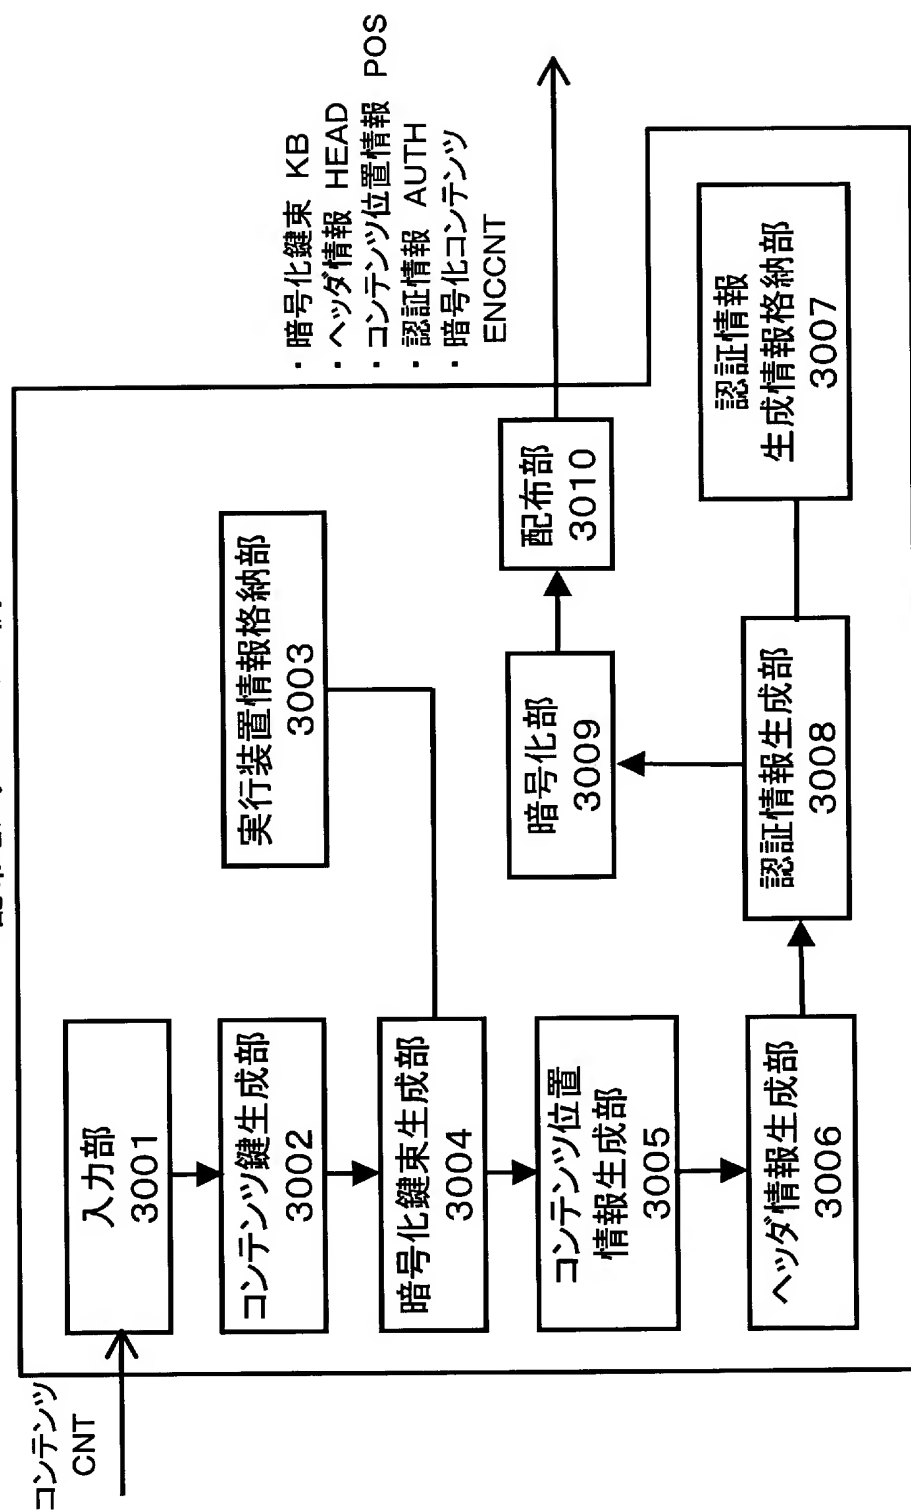 コンテンツ
CNT
入力部
3001
コンテンツ鍵生成部
3002
暗号化鍵束生成部
3004
コンテンツ位置
情報生成部
3005
ヘッダ情報生成部
3006
実行装置情報格納部
3003
暗号化部
3009
認証情報生成部
3008
配布部
3010
認証情報
生成情報格納部
3007
・ 暗号化鍵束 KB
・ ヘッダ情報 HEAD
・ コンテンツ位置情報 POS
・ 認証情報 AUTH
・ 暗号化コンテンツ
ENCCNT